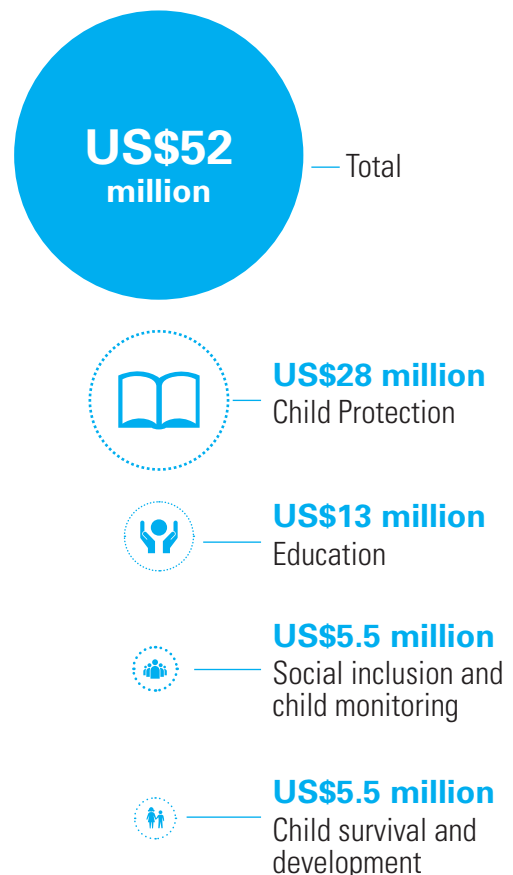 US$52
million
Total
US$28 million
Child Protection
US$13 million
Education
US$5.5 million
Social inclusion and
child monitoring
US$5.5 million
Child survival and
development